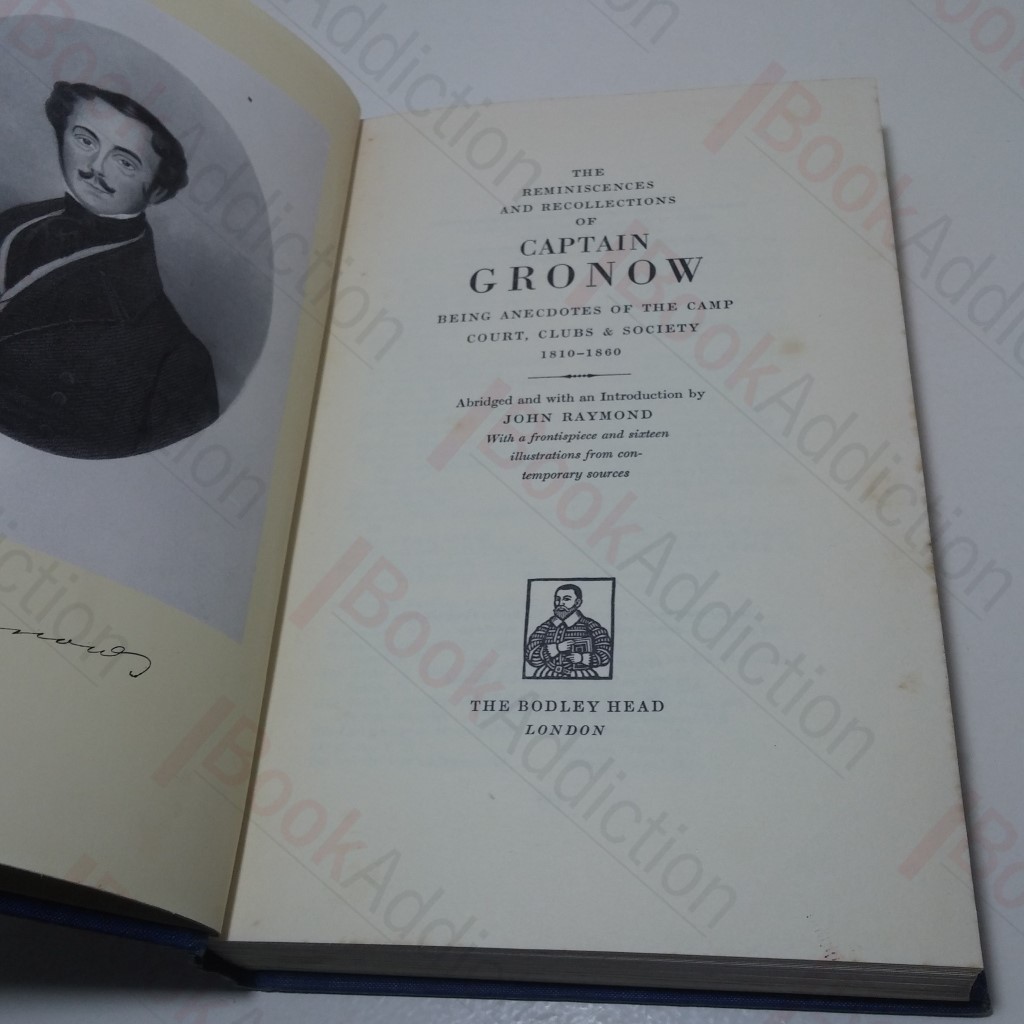 THE
REMINISCENCES
AND RECOLLECTIONS
OF
CAPTAIN
GRONOW
BEING ANECDOTES OF THE CAMP
COURT, CLUBS & SOCIETY
1810–1860
Abridged and with an Introduction by
JOHN RAYMOND
With a frontispiece and sixteen
illustrations from con-
temporary sources
THE BODLEY HEAD
LONDON
BookAddiction